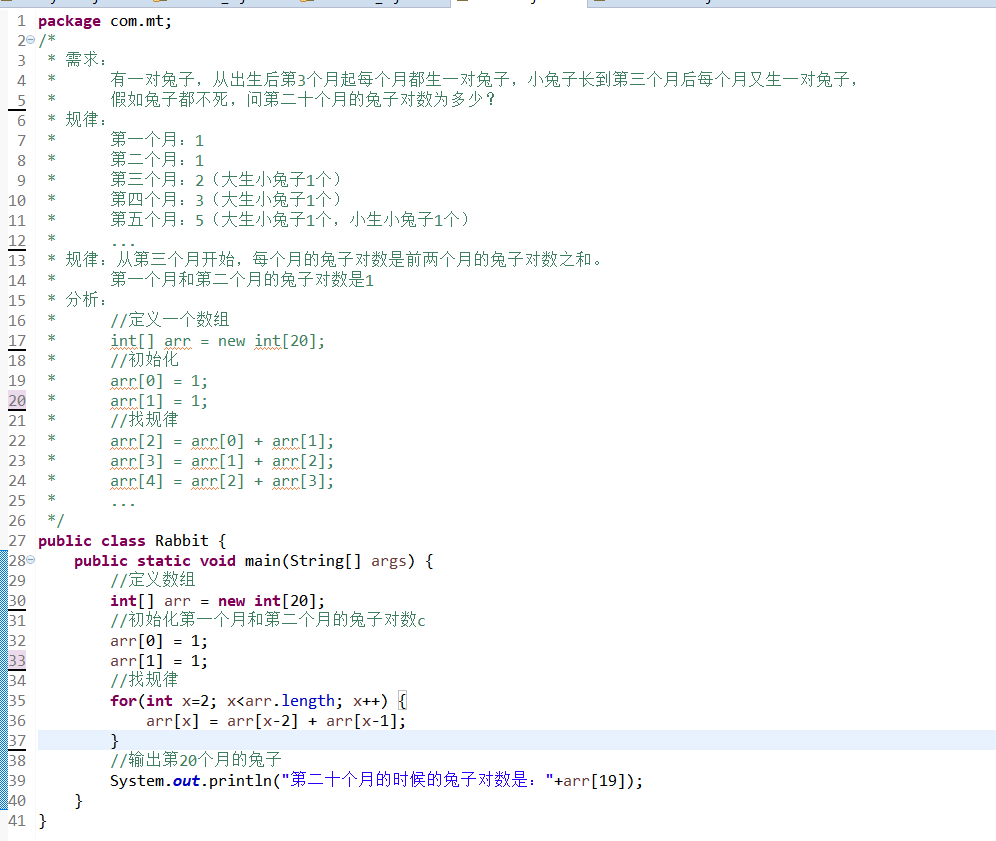 1 package com.mt;
2 /*
3 * 需求：
4 * 有一对兔子，从出生后第3个月起每个月都生一对兔子，小兔子长到第三个月后每个月又生一对兔子，
5 * 假如兔子都不死，问第二十个月的兔子对数为多少？
6 * 规律：
7 * 第一个月：1
8 * 第二个月：1
9 * 第三个月：2（大生小兔子1个）
10 * 第四个月：3（大生小兔子1个）
11 * 第五个月：5（大生小兔子1个，小生小兔子1个）
12 * ...
13 * 规律：从第三个月开始，每个月的兔子对数是前两个月的兔子对数之和。
14 * 第一个月和第二个月的兔子对数是1
15 * 分析：
16 * //定义一个数组
17 * int[] arr = new int[20];
18 * //初始化
19 * arr[0] = 1;
20 * arr[1] = 1;
21 * //找规律
22 * arr[2] = arr[0] + arr[1];
23 * arr[3] = arr[1] + arr[2];
24 * arr[4] = arr[2] + arr[3];
25 * ...
26 */
27 public class Rabbit {
28 public static void main(String[] args) {
29 //定义数组
30 int[] arr = new int[20];
31 //初始化第一个月和第二个月的兔子对数c
32 arr[0] = 1;
33 arr[1] = 1;
34 //找规律
35 for(int x=2; x<arr.length; x++) {
36 arr[x] = arr[x-2] + arr[x-1];
37 }
38 //输出第20个月的兔子
39 System.out.println("第二十个月的时候的兔子对数是："+arr[19]);
40 }
41 }